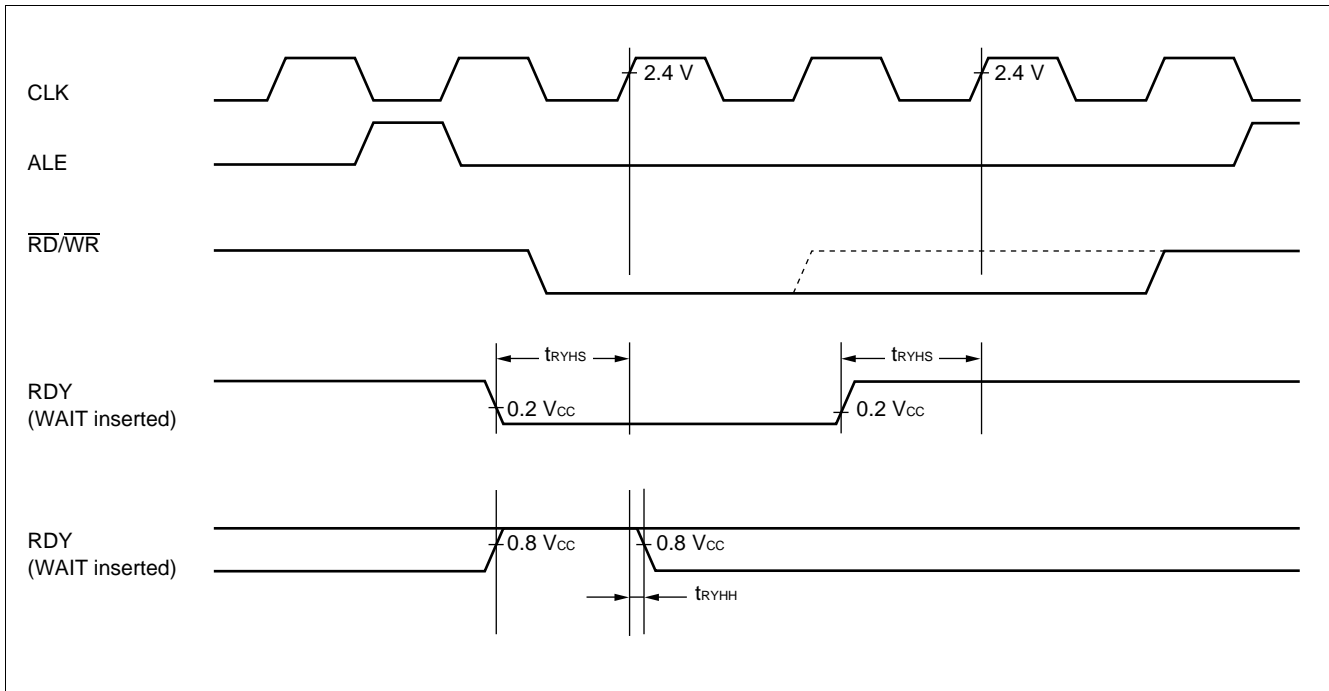 CLK
2.4 V
2.4 V
ALE
RD/WR
tRYHS
tRYHS
RDY
(WAIT inserted)
0.2 VCC
0.2 VCC
RDY
(WAIT inserted)
0.8 VCC
0.8 VCC
tRYHH